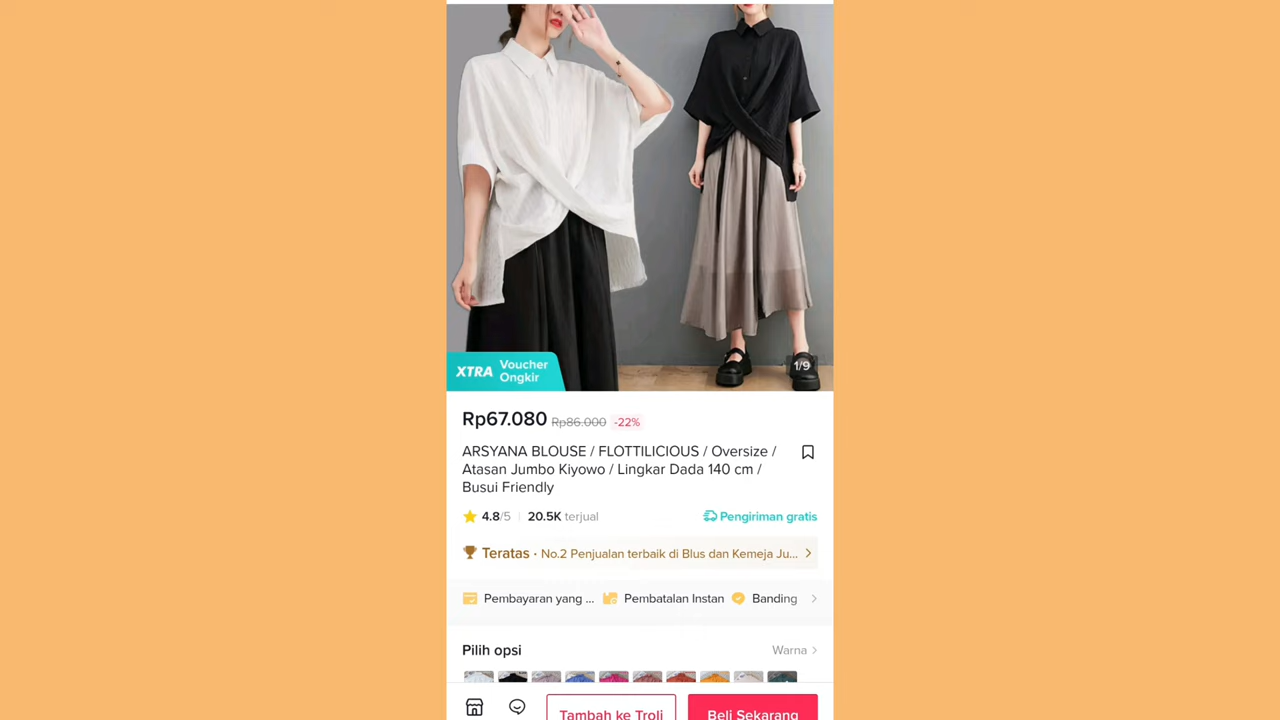 XTRA Voucher
Ongkir
1/9
Rp67.080 Rp86.000 -22%
ARSYANA BLOUSE / FLOTTILICIOUS / Oversize /
Atasan Jumbo Kiyowo / Lingkar Dada 140 cm /
Busui Friendly
4.8/5 | 20.5K terjual Pengiriman gratis
Teratas · No.2 Penjualan terbaik di Blus dan Kemeja Ju...
Pembayaran yang ... Pembatalan Instan Banding
Pilih opsi Warna
Tambah ke Troli Beli Sekarang